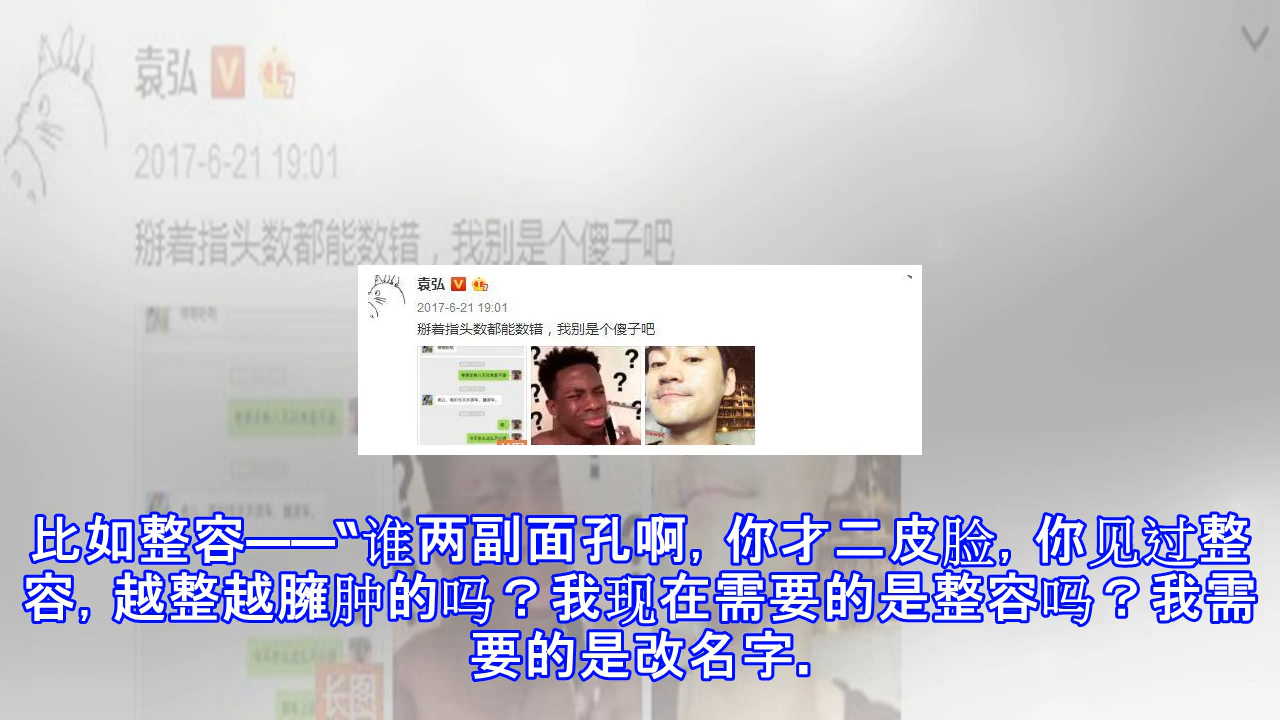 袁弘
2017-6-21 19:01
掰着指头数都能数错，我别是个傻子吧
袁弘
2017-6-21 19:01
掰着指头数都能数错，我别是个傻子吧
? ? ? ? ? ?
长图
比如整容——“谁两副面孔啊, 你才二皮脸, 你见过整
容, 越整越臃肿的吗？我现在需要的是整容吗？我需
要的是改名字.